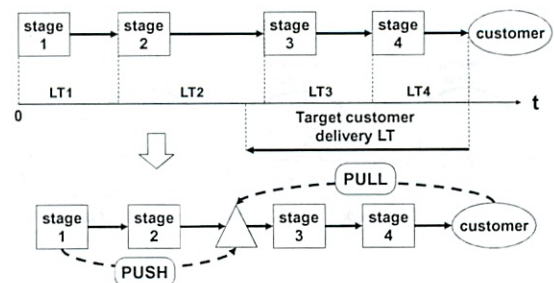 stage
1
stage
2
stage
3
stage
4
customer
LT1
LT2
LT3
LT4
0
t
Target customer
delivery LT
PULL
stage
1
stage
2
stage
3
stage
4
customer
PUSH